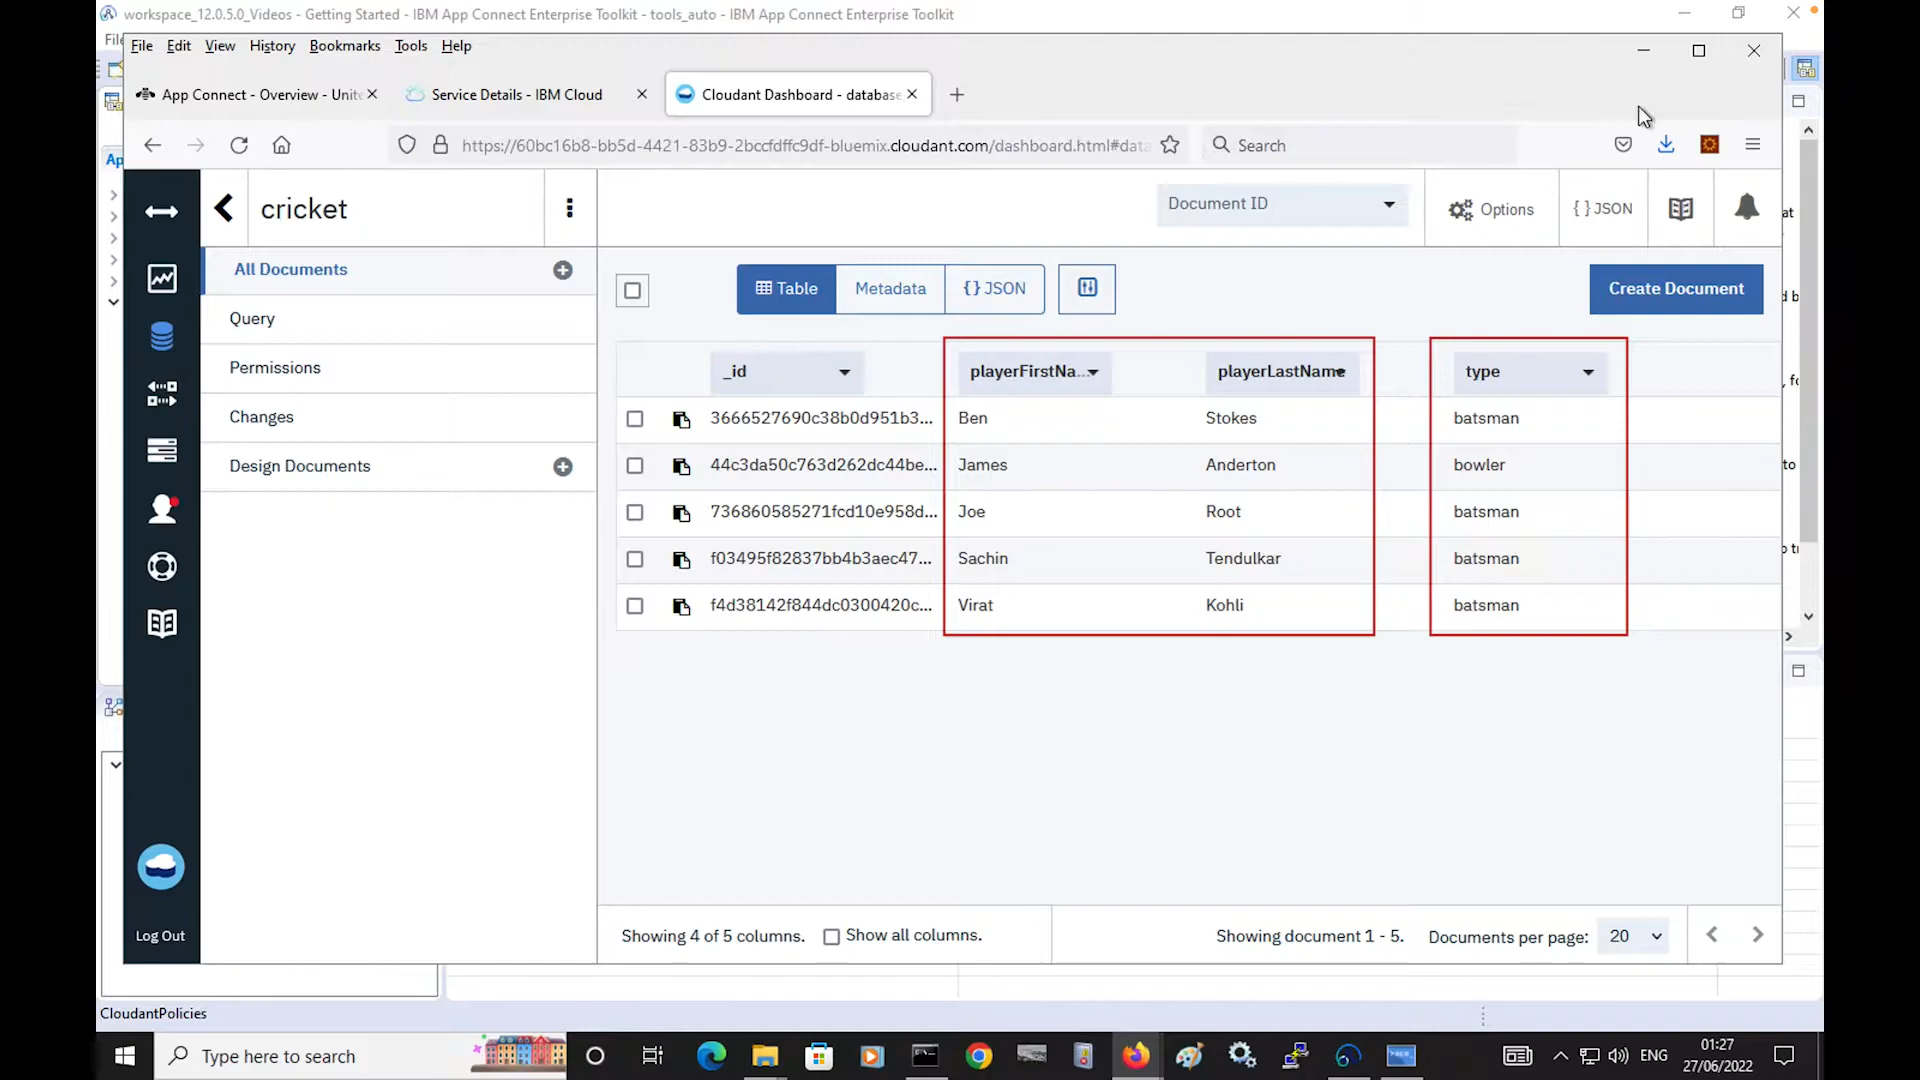 workspace_12.0.5.0_Videos - Getting Started - IBM App Connect Enterprise Toolkit - tools_auto - IBM App Connect Enterprise Toolkit
File Edit View History Bookmarks Tools Help
App Connect - Overview - Unite
Service Details - IBM Cloud
Cloudant Dashboard - database
https://60bc16b8-bb5d-4421-83b9-2bccfdffc9df-bluemix.cloudant.com/dashboard.html#data
Search
cricket
Document ID
Options
{ } JSON
All Documents
Query
Permissions
Changes
Design Documents
Table
Metadata
{ } JSON
Create Document
_id playerFirstNa... playerLastName type
3666527690c38b0d951b3... Ben Stokes batsman
44c3da50c763d262dc44be... James Anderton bowler
736860585271fcd10e958d... Joe Root batsman
f03495f82837bb4b3aec47... Sachin Tendulkar batsman
f4d38142f844dc0300420c... Virat Kohli batsman
Log Out
Showing 4 of 5 columns.
Show all columns.
Showing document 1 - 5.
Documents per page: 20
CloudantPolicies
Type here to search
ENG
01:27
27/06/2022